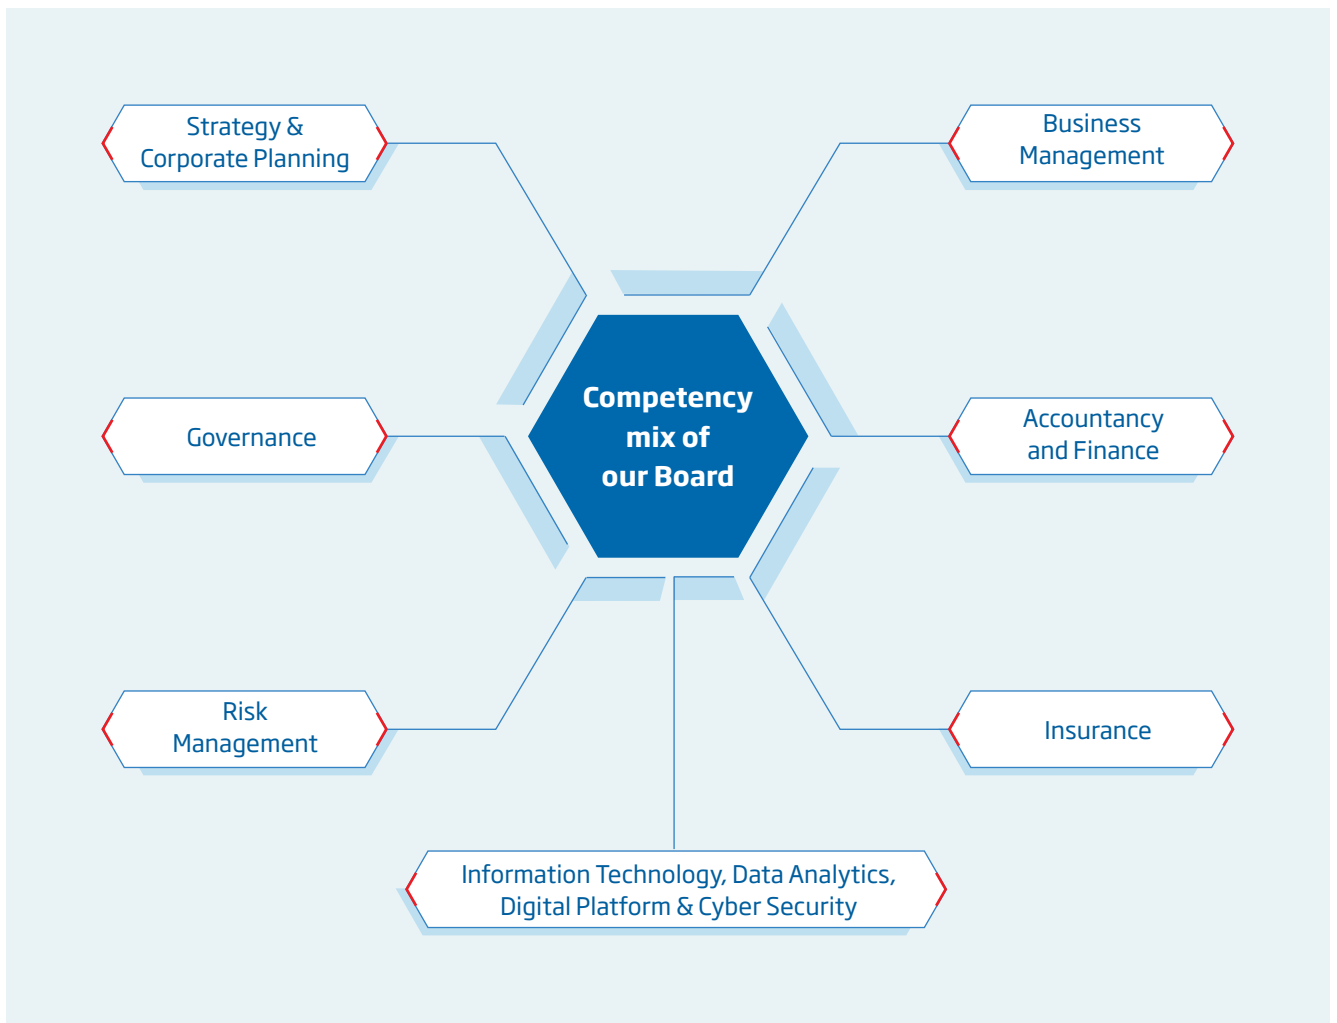 Strategy &
Corporate Planning
Business
Management
Governance
Competency
mix of
our Board
Accountancy
and Finance
Risk
Management
Insurance
Information Technology, Data Analytics,
Digital Platform & Cyber Security